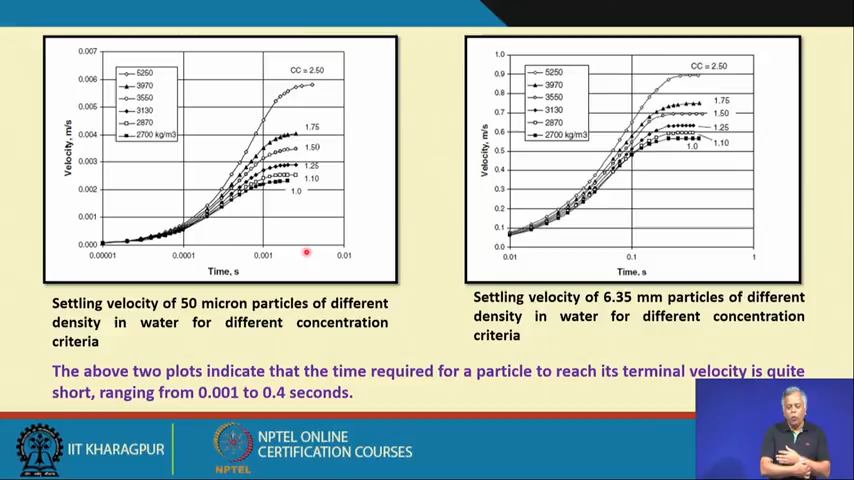 0.007
0.006
0.005
0.004
0.003
0.002
0.001
0.000
Velocity, m/s
5250
3970
3550
3130
2870
2700 kg/m3
CC = 2.50
1.75
1.50
1.25
1.10
1.0
0.00001
0.0001
0.001
0.01
Time, s
1.0
0.9
0.8
0.7
0.6
0.5
0.4
0.3
0.2
0.1
0.0
Velocity, m/s
5250
3970
3550
3130
2870
2700 kg/m3
CC = 2.50
1.75
1.50
1.25
1.10
1.0
0.01
0.1
1
Time, s
Settling velocity of 50 micron particles of different
density in water for different concentration
criteria
Settling velocity of 6.35 mm particles of different
density in water for different concentration
criteria
The above two plots indicate that the time required for a particle to reach its terminal velocity is quite
short, ranging from 0.001 to 0.4 seconds.
IIT KHARAGPUR
NPTEL
NPTEL ONLINE
CERTIFICATION COURSES